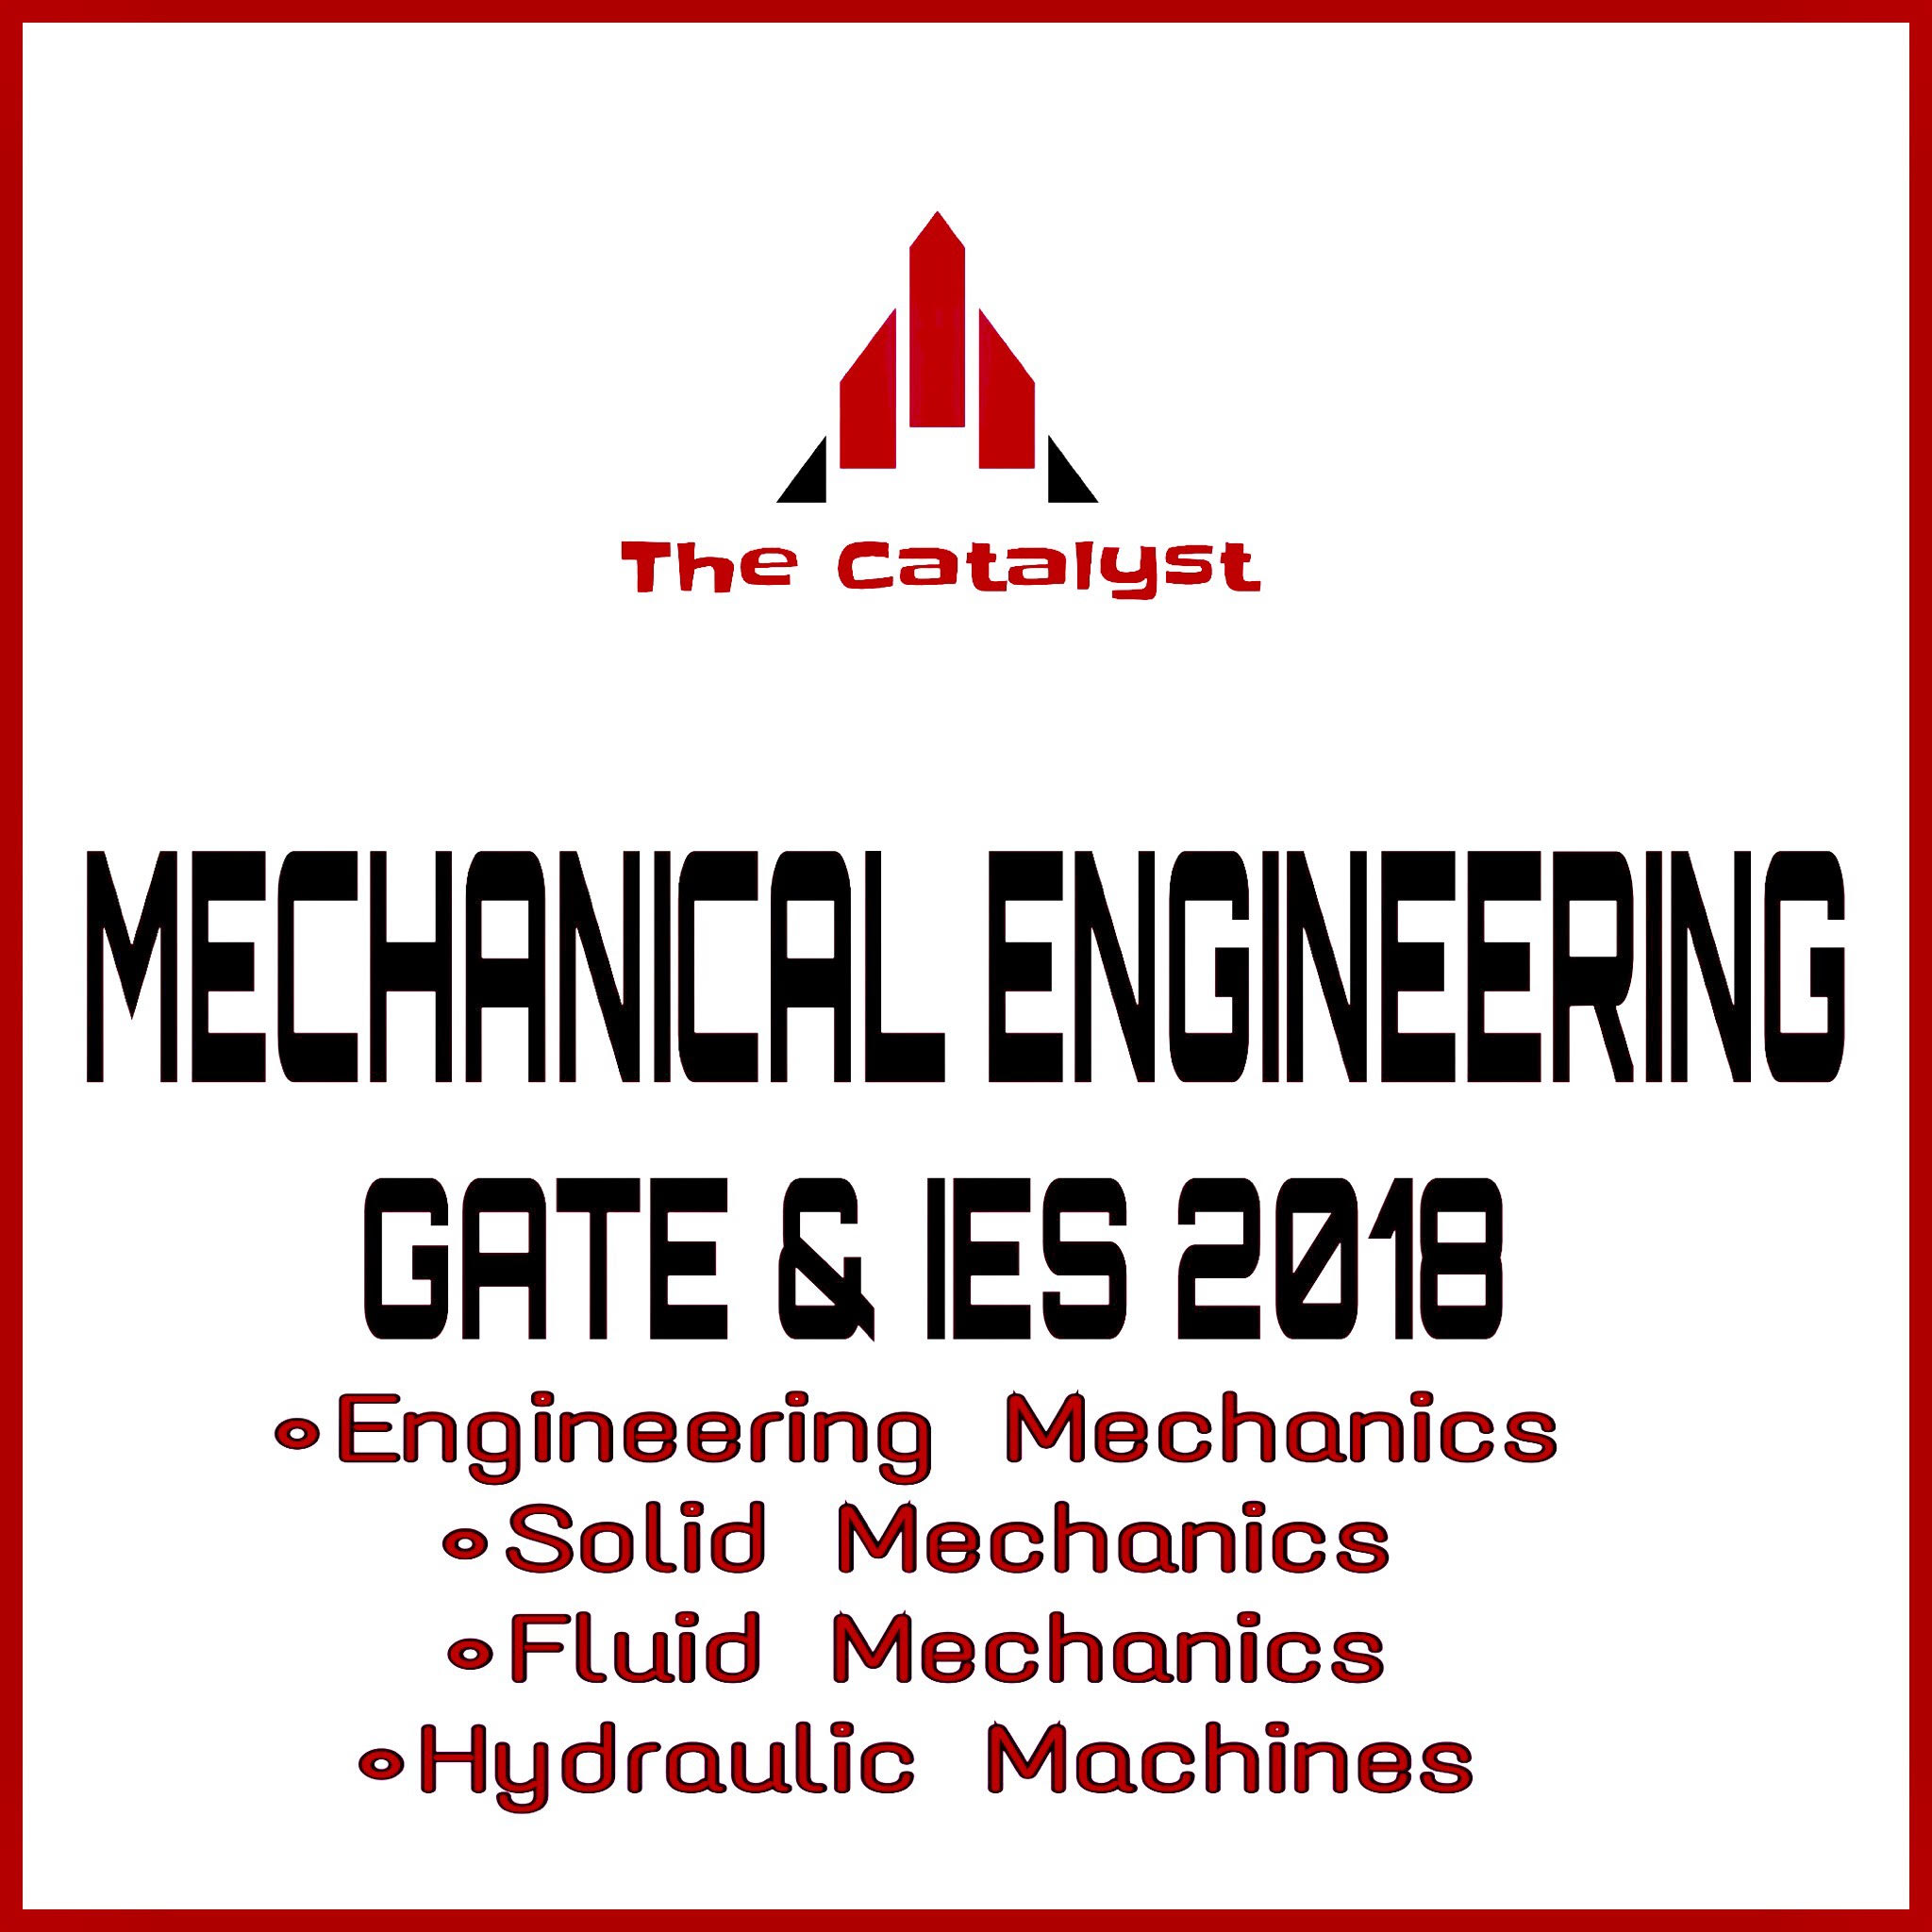 The Catalyst
MECHANICAL ENGINEERING
GATE & IES 2018
•Engineering Mechanics
•Solid Mechanics
•Fluid Mechanics
•Hydraulic Machines